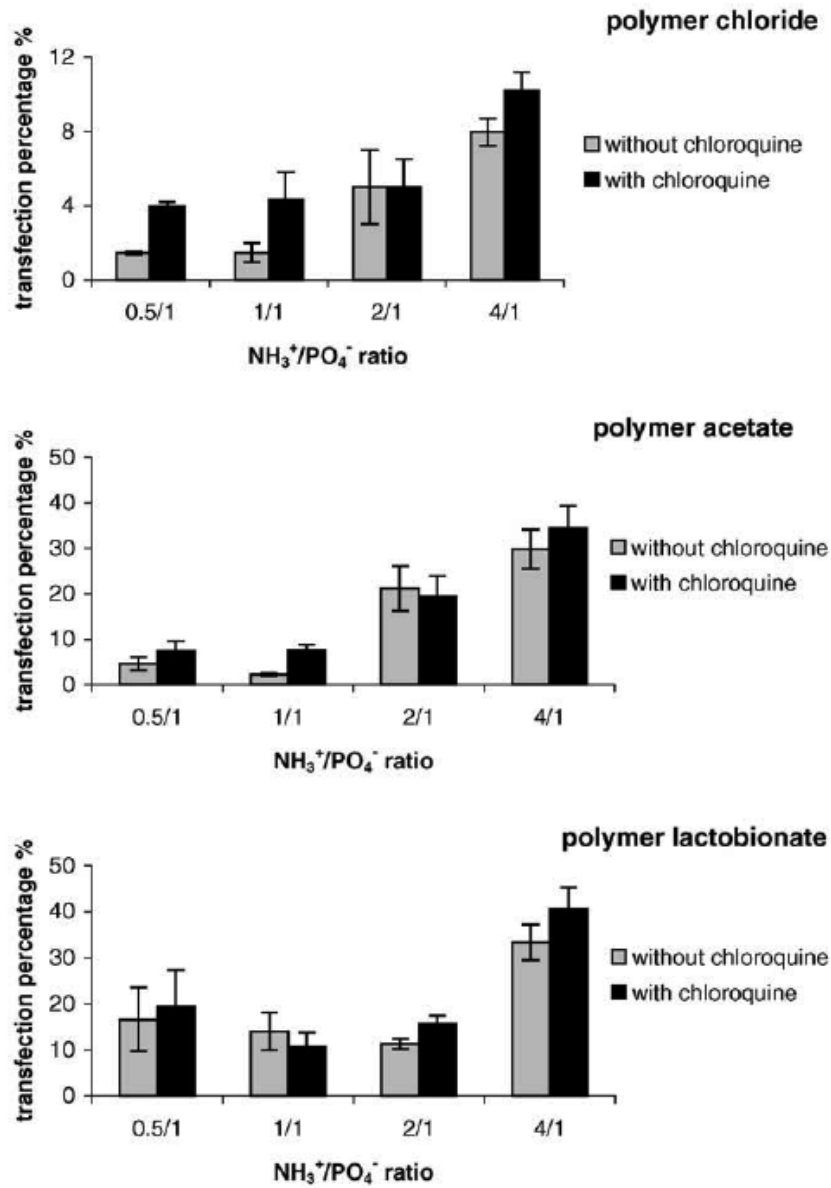 polymer chloride
transfection percentage %
12
8
4
0
0.5/1 1/1 2/1 4/1
NH₃⁺/PO₄⁻ ratio
without chloroquine
with chloroquine
polymer acetate
transfection percentage %
50
40
30
20
10
0
0.5/1 1/1 2/1 4/1
NH₃⁺/PO₄⁻ ratio
without chloroquine
with chloroquine
polymer lactobionate
transfection percentage %
50
40
30
20
10
0
0.5/1 1/1 2/1 4/1
NH₃⁺/PO₄⁻ ratio
without chloroquine
with chloroquine